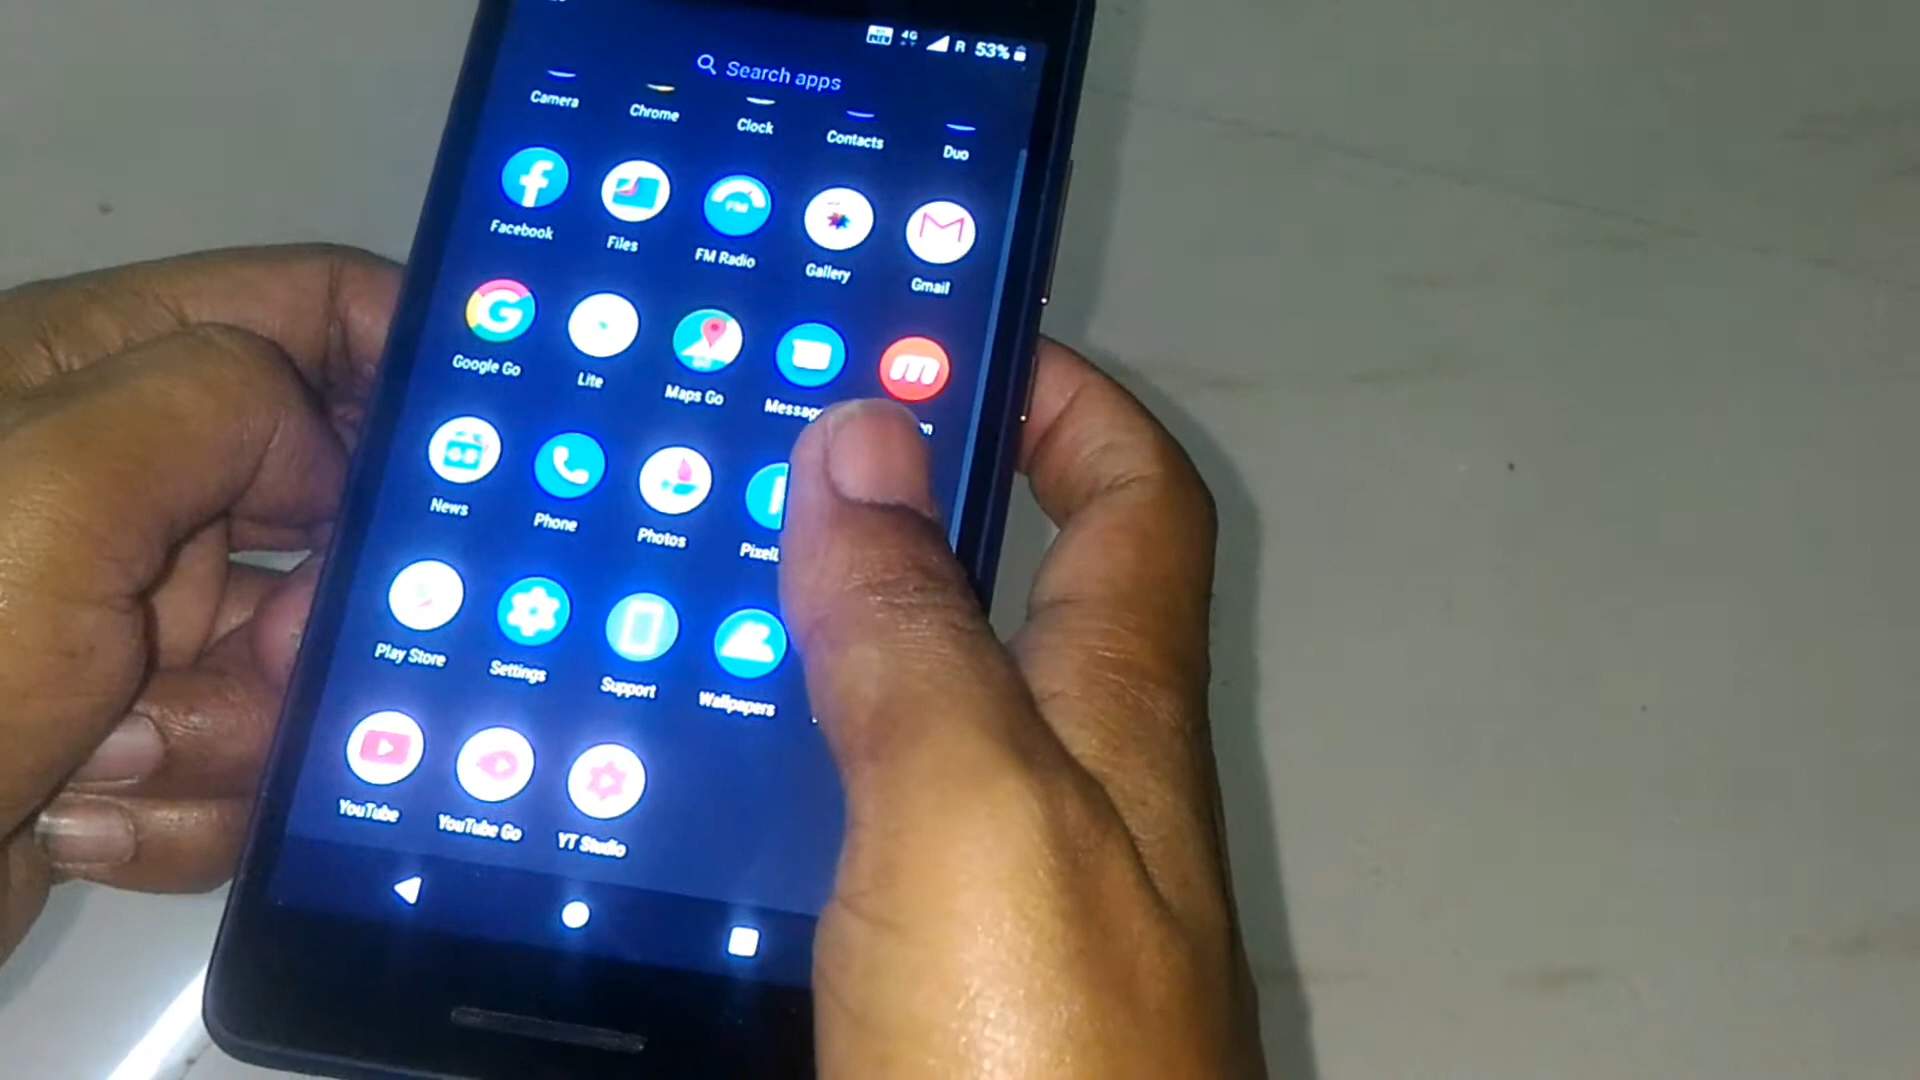 4G R 53%
Search apps
Camera Chrome Clock Contacts Duo
Facebook Files FM Radio Gallery Gmail
Google Go Lite Maps Go
News Phone Photos
Play Store Settings Support Wallpapers
YouTube YouTube Go YT Studio